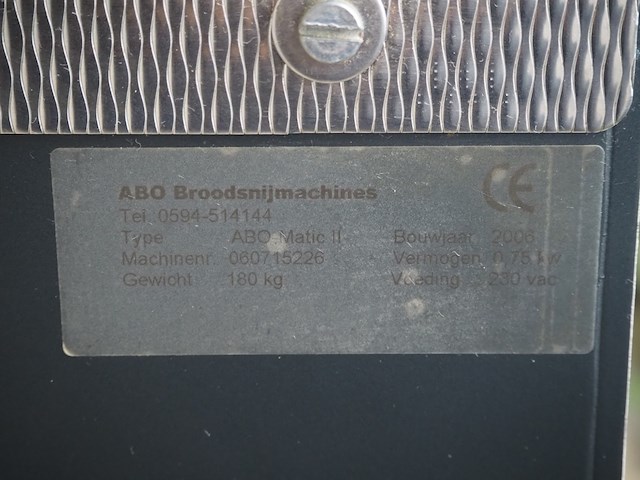 ABO Broodsnijmachines CE
Tel. 0594-514144
Type ABO-Matic II Bouwjaar 2006
Machinenr. 060715226 Vermogen 0,75 kw
Gewicht 180 kg Voeding 230 vac